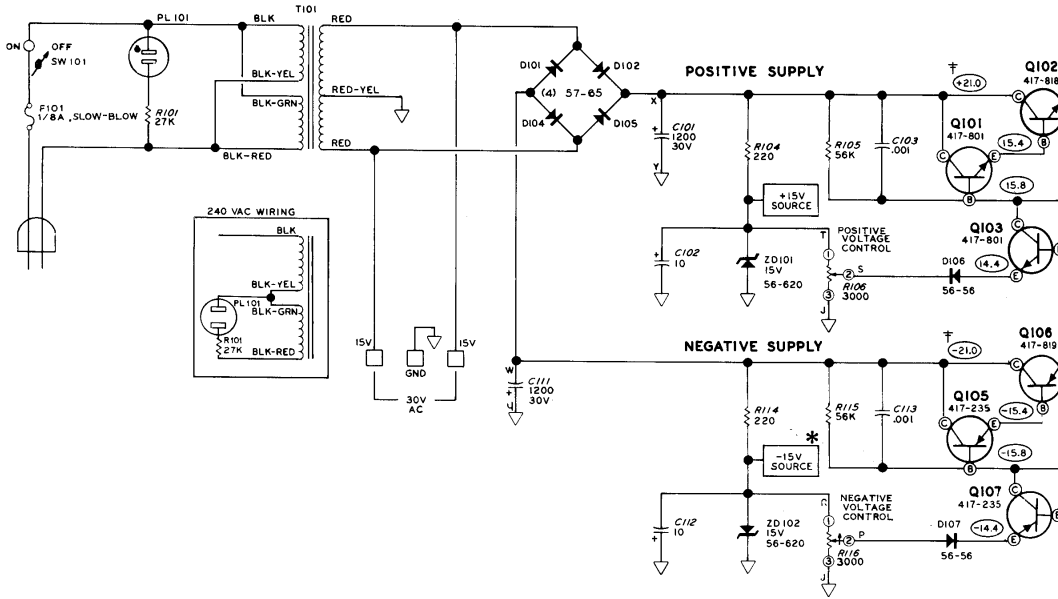 ON
OFF
SW101
F101
1/8A, SLOW-BLOW
PL101
R101
27K
BLK
BLK-YEL
BLK-GRN
BLK-RED
T101
RED
RED-YEL
RED
240 VAC WIRING
BLK
BLK-YEL
PL101
BLK-GRN
R101
27K
BLK-RED
15V
GND
15V
30V
AC
D101
D102
(4) 57-65
D104
D105
POSITIVE SUPPLY
X
C101
1200
30V
+
Y
R104
220
R105
56K
C103
.001
+15V
SOURCE
C102
10
+
ZD101
15V
56-620
T
1
POSITIVE
VOLTAGE
CONTROL
2
S
R106
3000
3
J
D106
56-56
+21.0
Q101
417-801
C
E
B
15.4
15.8
Q102
417-818
C
B
Q103
417-801
C
B
E
14.4
NEGATIVE SUPPLY
W
C111
1200
30V
+
U
R114
220
R115
56K
C113
.001
*
-15V
SOURCE
C112
10
+
ZD102
15V
56-620
1
NEGATIVE
VOLTAGE
CONTROL
2
P
R116
3000
3
J
D107
56-56
-21.0
Q105
417-235
C
E
B
-15.4
-15.8
Q106
417-819
C
B
Q107
417-235
C
B
E
-14.4